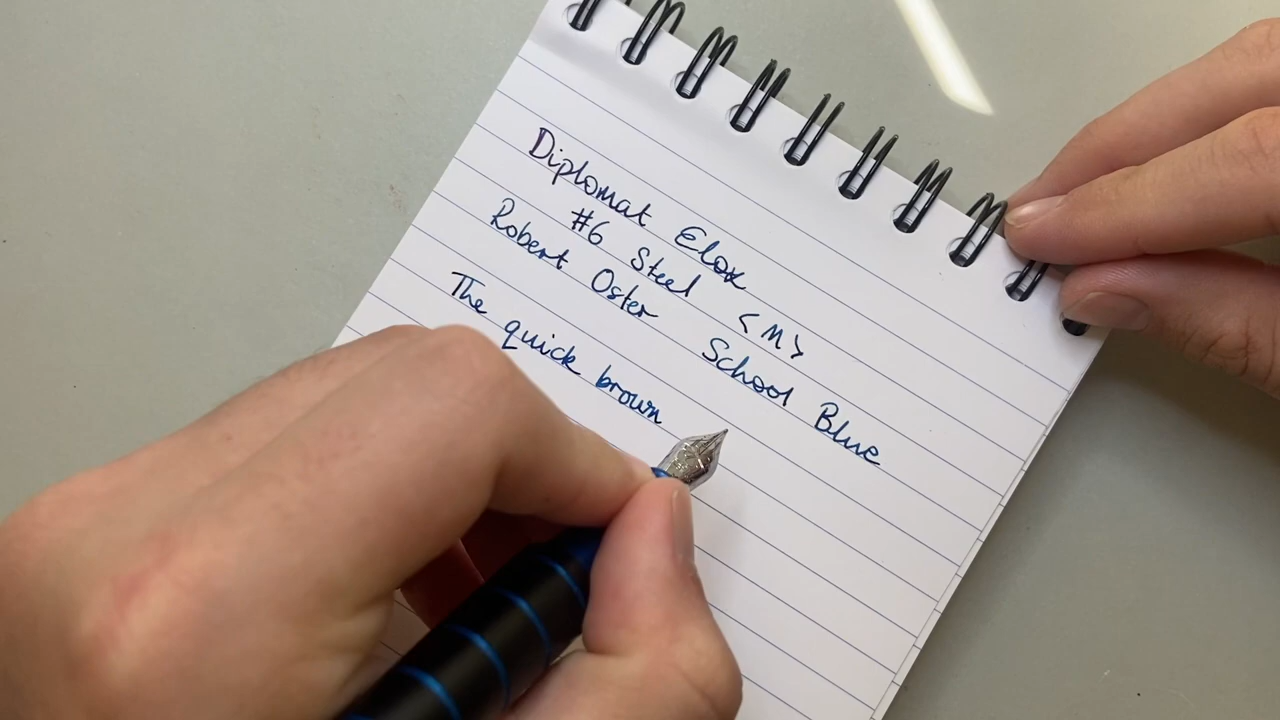 Diplomat Elox
#6 Steel <M>
Robert Oster School Blue
The quick brown